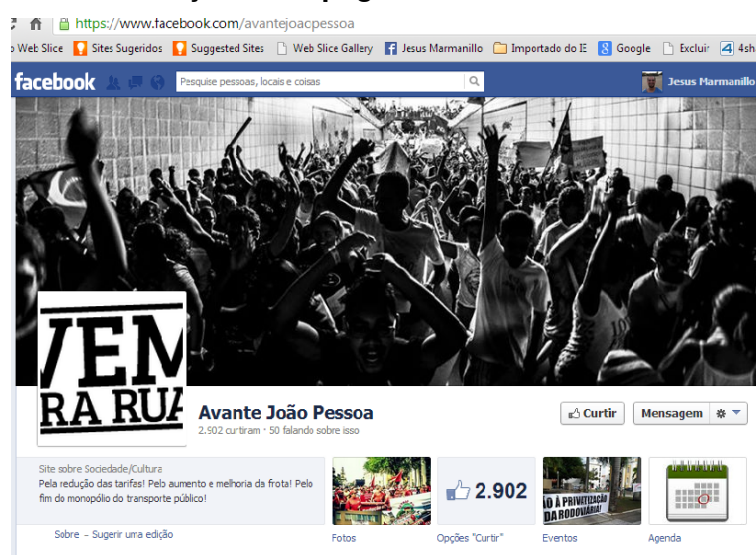 https://www.facebook.com/avantejoacpessoa
Web Slice Sites Sugeridos Suggested Sites Web Slice Gallery Jesus Marmanillo Importado do IE Google Excluir 4sh
facebook Pesquise pessoas, locais e coisas Jesus Marmanillo
VEM
PRA RUA
Avante João Pessoa
2.902 curtiram · 50 falando sobre isso
Curtir Mensagem
Site sobre Sociedade/Cultura
Pela redução das tarifas! Pelo aumento e melhoria da frota! Pelo
fim do monopólio do transporte público!
2.902
ÃO À PRIVATIZAÇÃO
DA RODOVIÁRIA!
Sobre – Sugerir uma edição
Fotos Opções "Curtir" Eventos Agenda